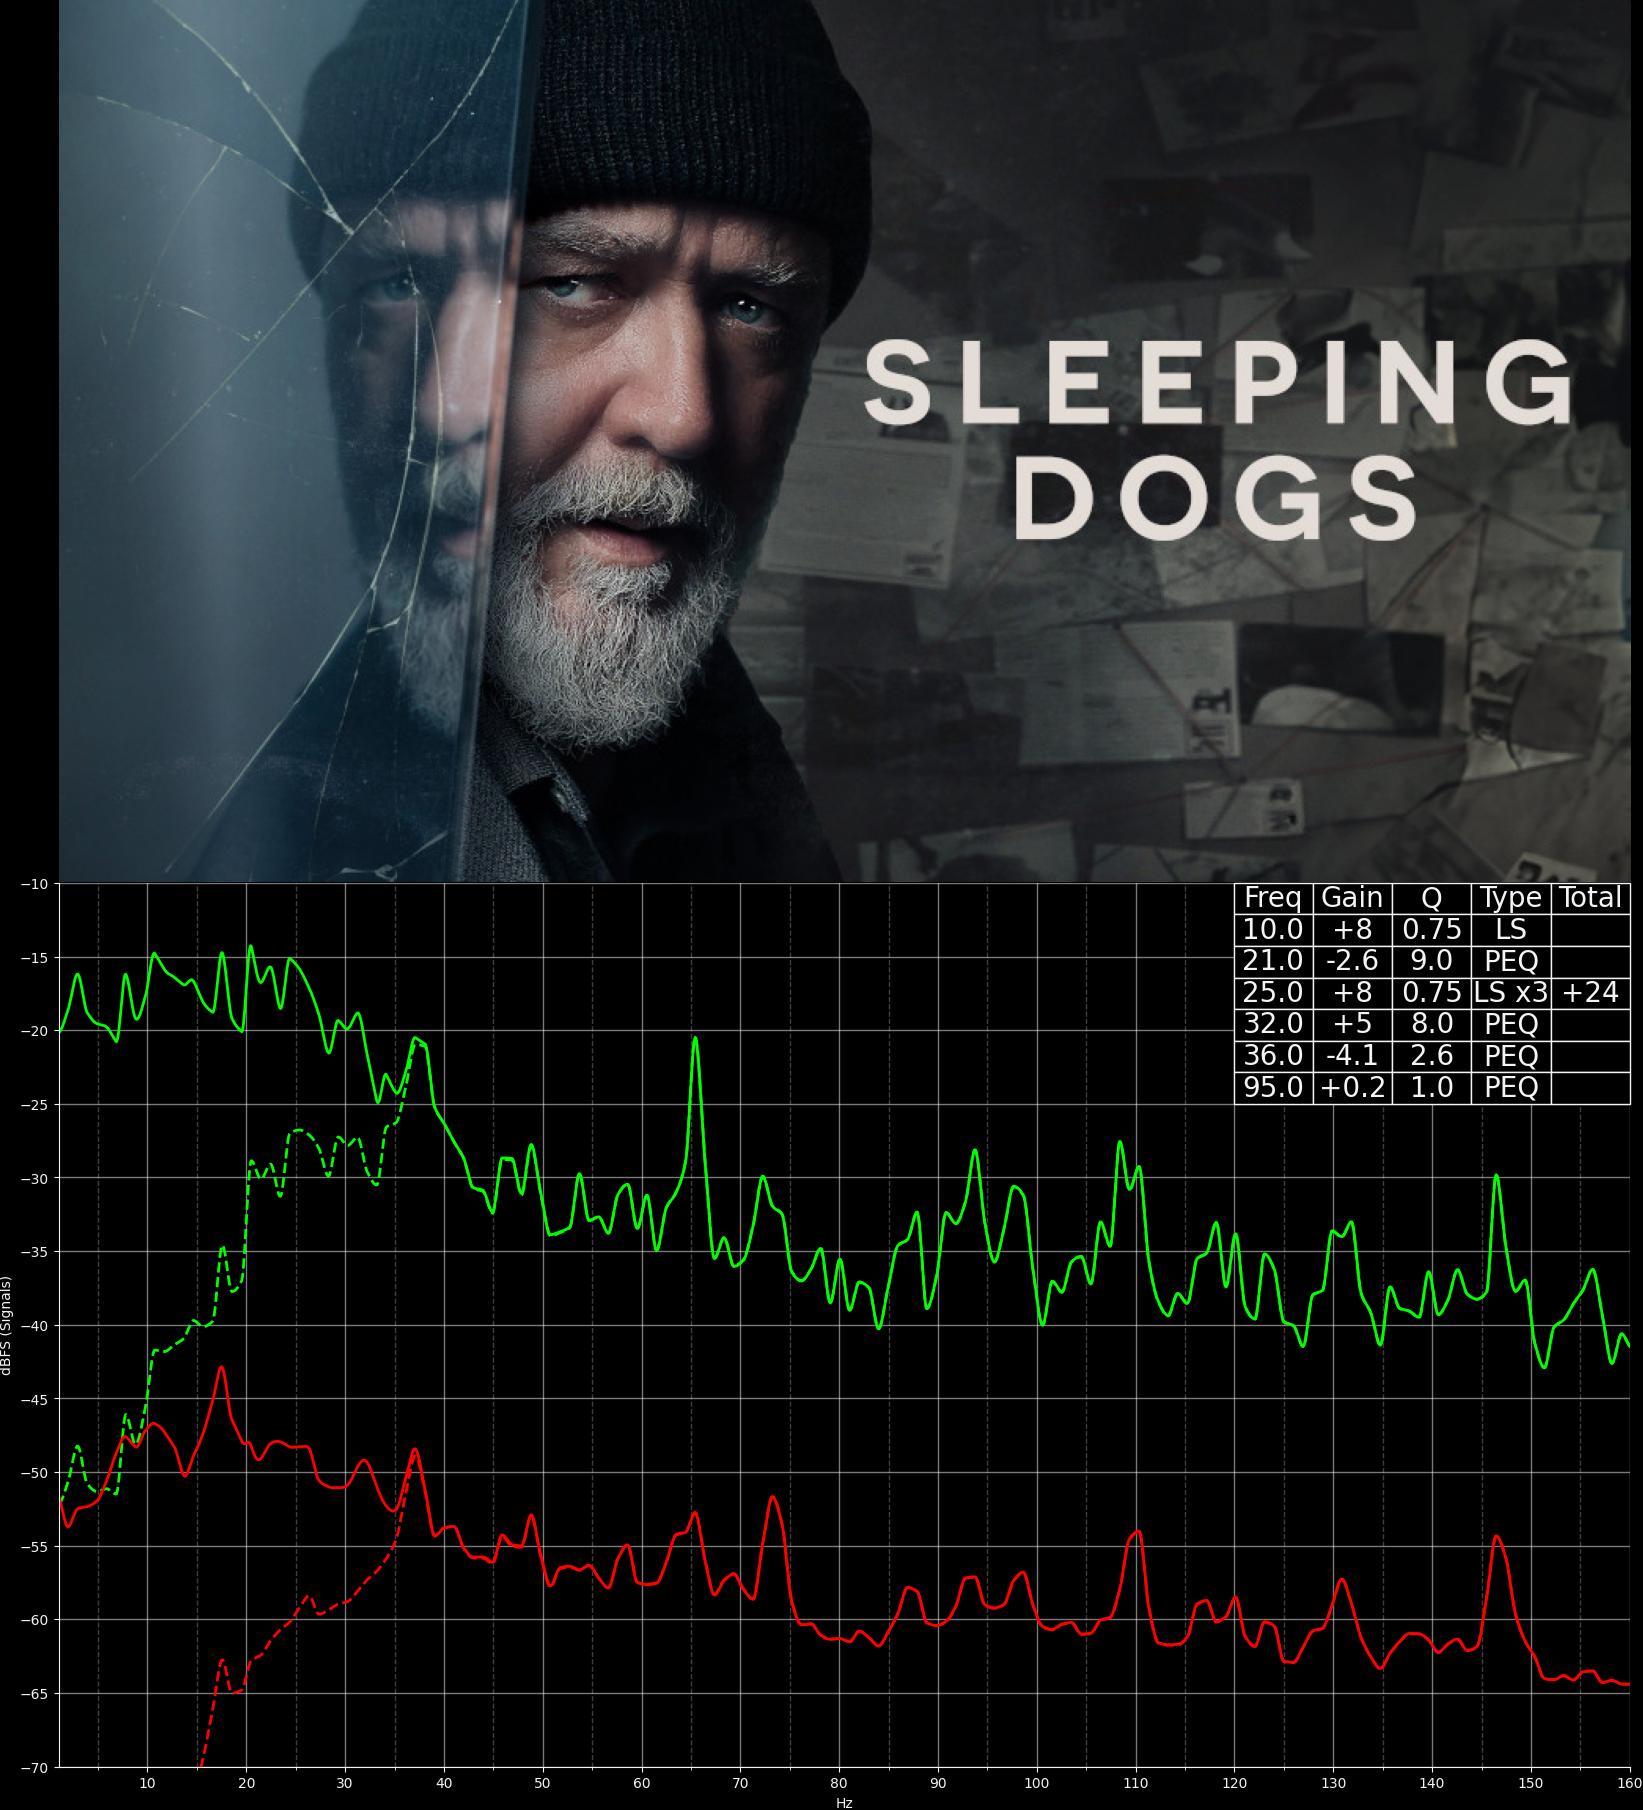 SLEEPING
DOGS
Freq Gain Q Type Total
10.0 +8 0.75 LS
21.0 -2.6 9.0 PEQ
25.0 +8 0.75 LS x3 +24
32.0 +5 8.0 PEQ
36.0 -4.1 2.6 PEQ
95.0 +0.2 1.0 PEQ
−10
−15
−20
−25
−30
−35
−40
−45
−50
−55
−60
−65
−70
dBFS (Signals)
10 20 30 40 50 60 70 80 90 100 110 120 130 140 150 160
Hz